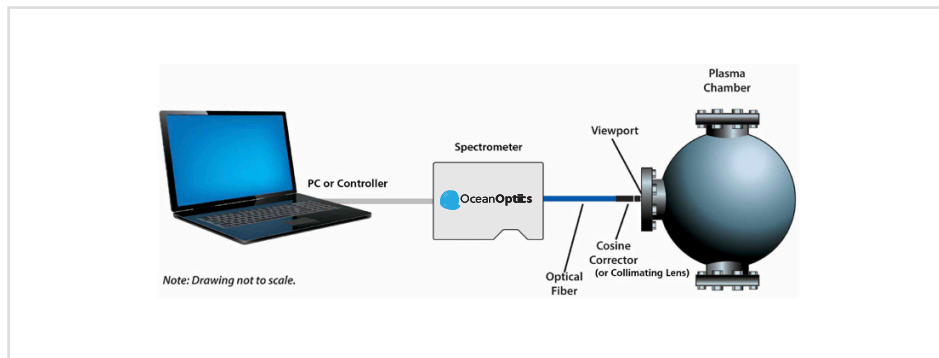 Plasma
Chamber
Viewport
Spectrometer
PC or Controller
OceanOptics
Cosine
Corrector
(or Collimating Lens)
Optical
Fiber
Note: Drawing not to scale.